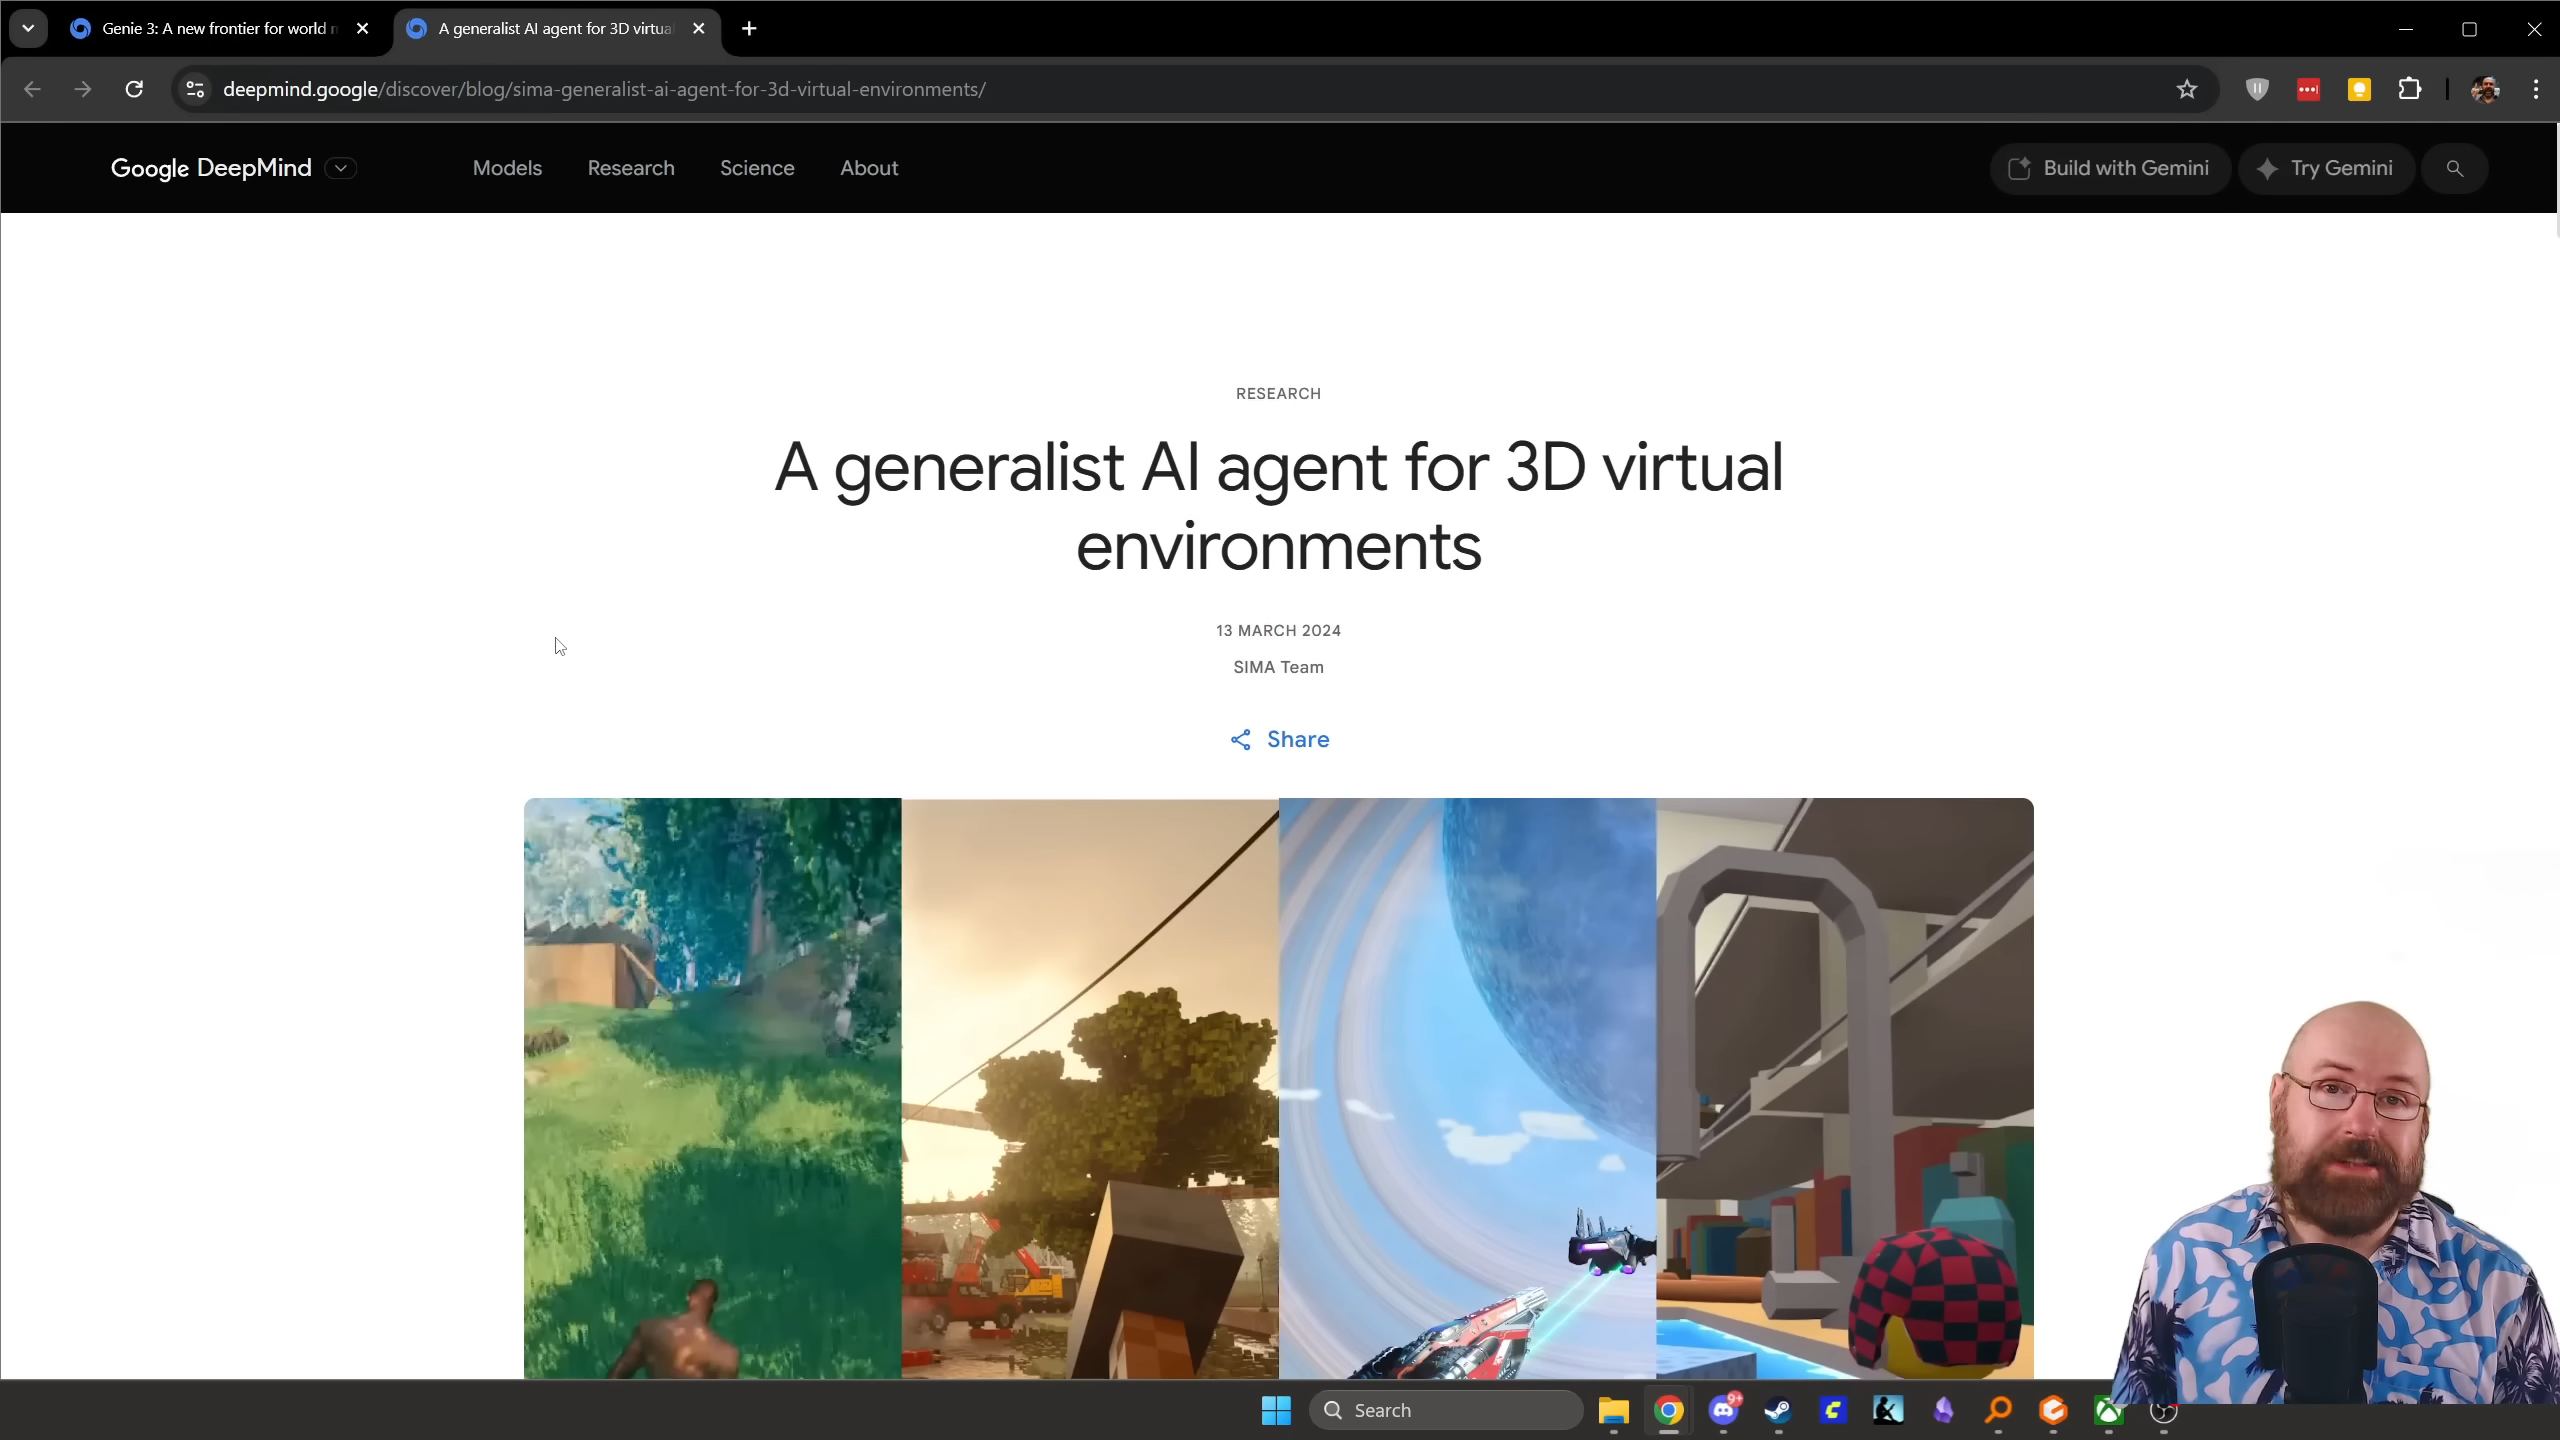 Genie 3: A new frontier for world m
A generalist AI agent for 3D virtua
deepmind.google/discover/blog/sima-generalist-ai-agent-for-3d-virtual-environments/
Google DeepMind
Models
Research
Science
About
Build with Gemini
Try Gemini
RESEARCH
A generalist AI agent for 3D virtual
environments
13 MARCH 2024
SIMA Team
Share
Search
9+